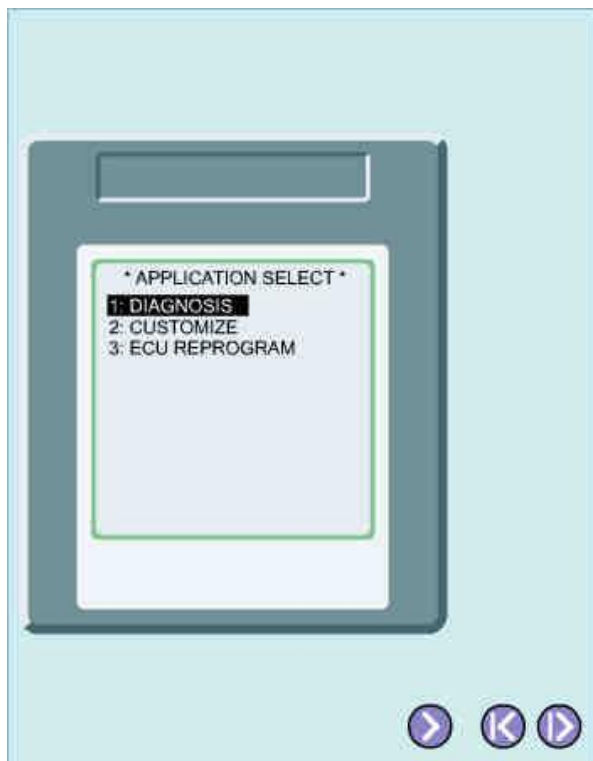 * APPLICATION SELECT *
1: DIAGNOSIS
2: CUSTOMIZE
3: ECU REPROGRAM